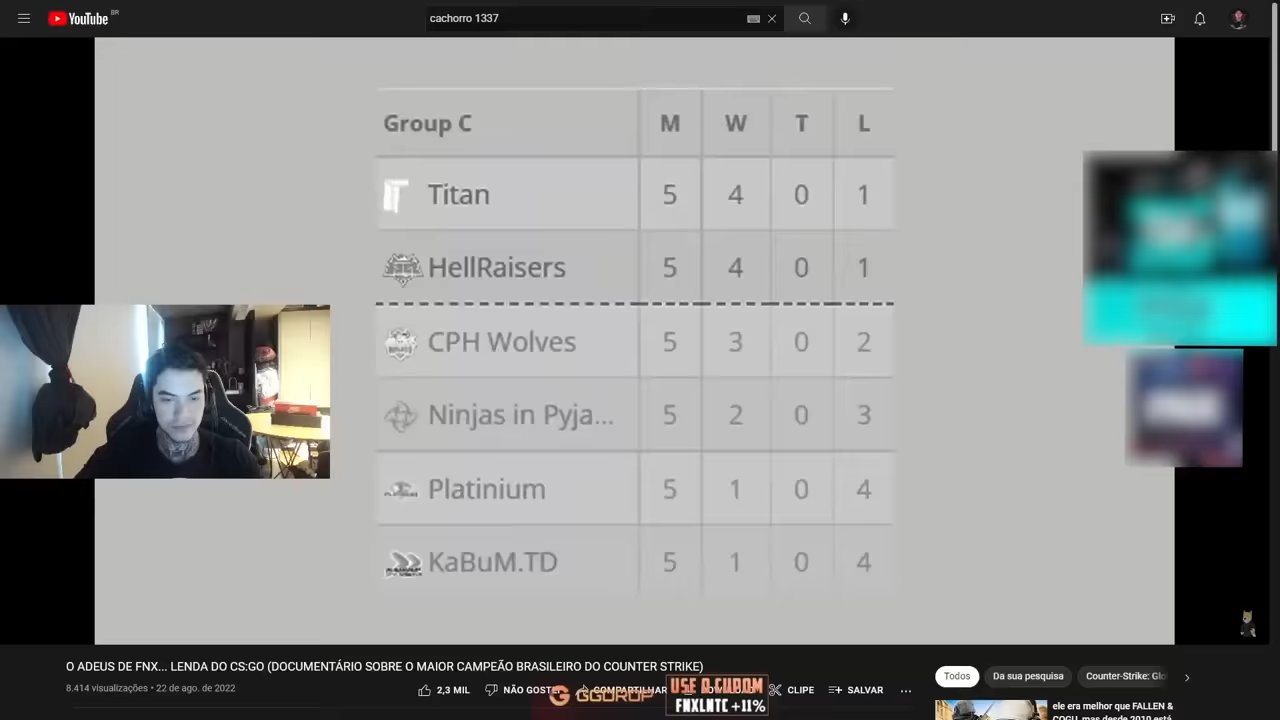 YouTube BR
cachorro 1337
Group C M W T L
Titan 5 4 0 1
HellRaisers 5 4 0 1
CPH Wolves 5 3 0 2
Ninjas in Pyja... 5 2 0 3
Platinium 5 1 0 4
KaBuM.TD 5 1 0 4
O ADEUS DE FNX... LENDA DO CS:GO (DOCUMENTÁRIO SOBRE O MAIOR CAMPEÃO BRASILEIRO DO COUNTER STRIKE)
8.414 visualizações • 22 de ago. de 2022
2,3 MIL NÃO GOSTEI COMPARTILHAR CLIPE SALVAR ...
GGDROP
USE O CUPOM
FNXLNTC +11%
Todos Da sua pesquisa Counter-Strike: Glo
ele era melhor que FALLEN &
COGU, mas desde 2010 está